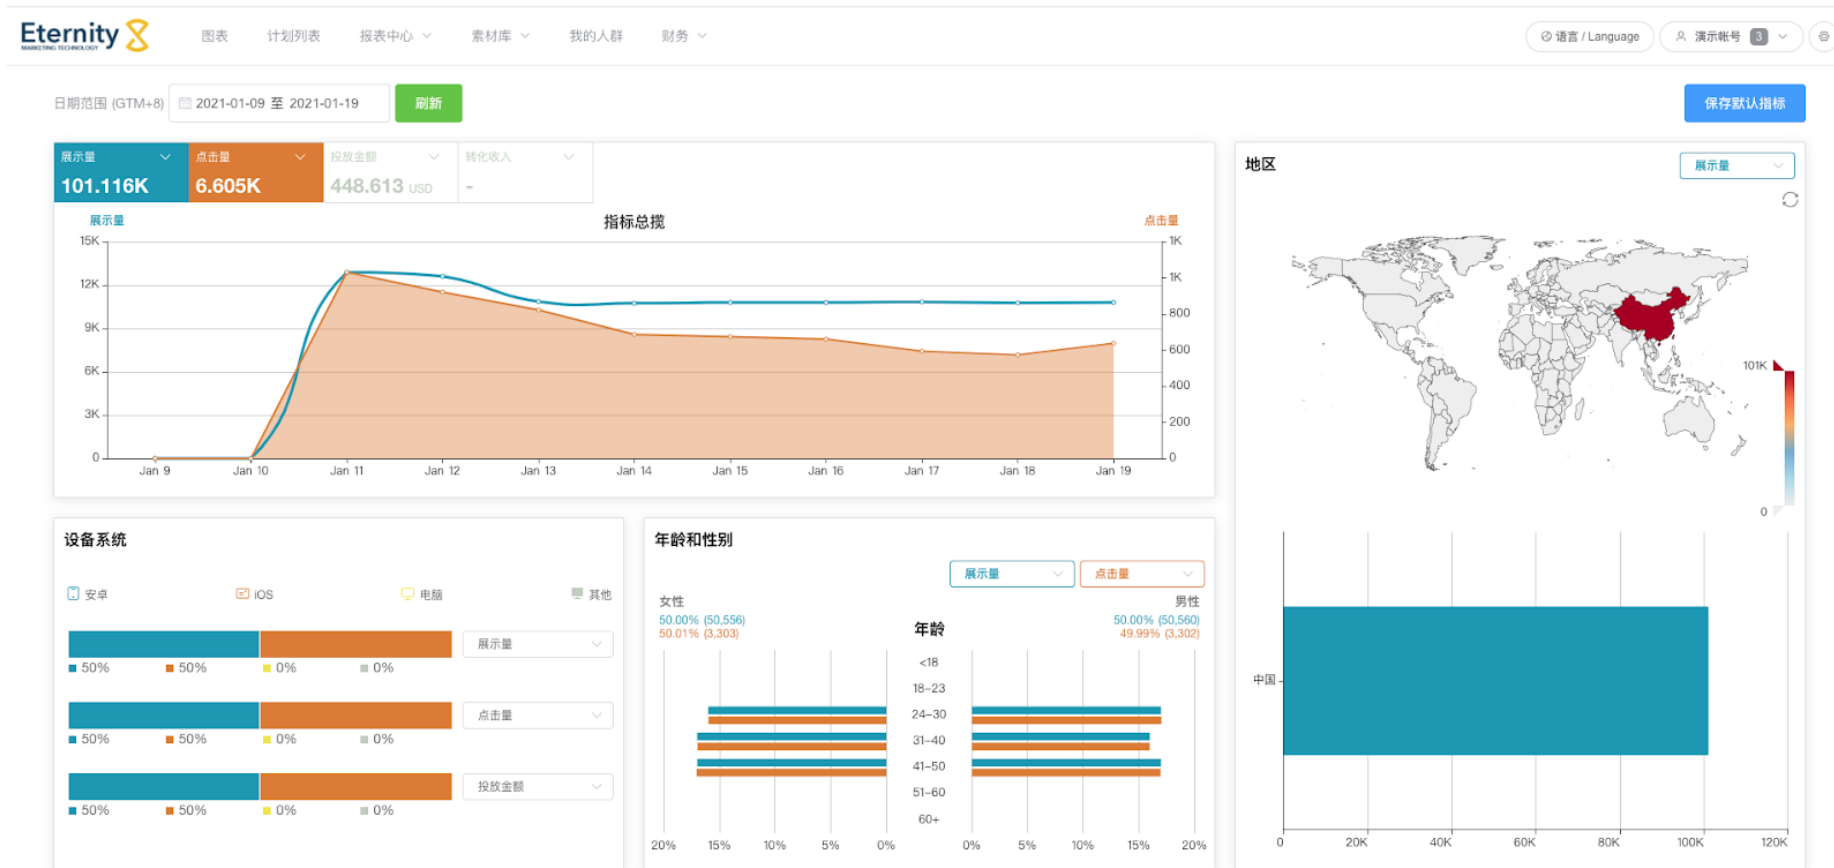 Eternity X
MARKETING TECHNOLOGY
图表
计划列表
报表中心
素材库
我的人群
财务
语言 / Language
演示帐号 3
日期范围 (GTM+8)
2021-01-09 至 2021-01-19
刷新
保存默认指标
展示量
101.116K
点击量
6.605K
投放金额
448.613 USD
转化收入
-
展示量
指标总揽
点击量
15K
12K
9K
6K
3K
0
1K
1K
800
600
400
200
0
Jan 9 Jan 10 Jan 11 Jan 12 Jan 13 Jan 14 Jan 15 Jan 16 Jan 17 Jan 18 Jan 19
地区
展示量
101K
0
中国
0 20K 40K 60K 80K 100K 120K
设备系统
安卓 iOS 电脑 其他
展示量
50% 50% 0% 0%
点击量
50% 50% 0% 0%
投放金额
50% 50% 0% 0%
年龄和性别
展示量
点击量
女性
50.00% (50,556)
50.01% (3,303)
年龄
男性
50.00% (50,560)
49.99% (3,302)
<18
18-23
24-30
31-40
41-50
51-60
60+
20% 15% 10% 5% 0% 0% 5% 10% 15% 20%